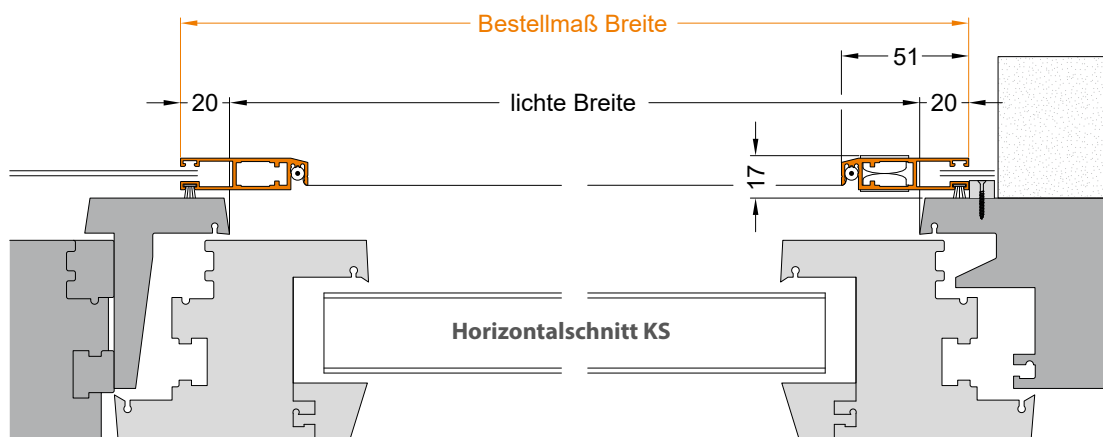 Bestellmaß Breite
51
20
lichte Breite
20
17
Horizontalschnitt KS